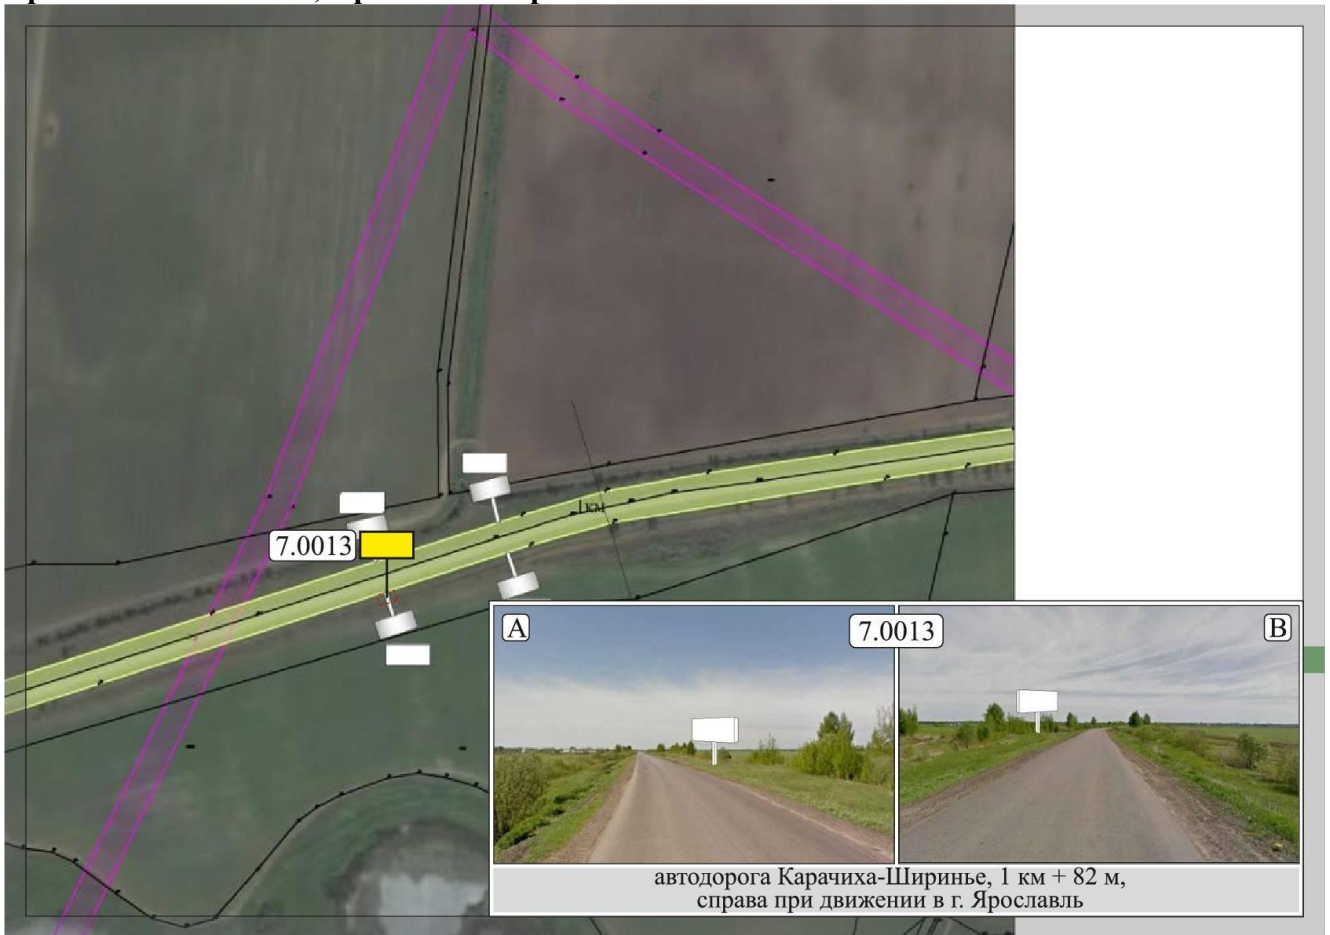 1км
7.0013
A
7.0013
B
автодорога Карачиха-Ширинье, 1 км + 82 м,
справа при движении в г. Ярославль